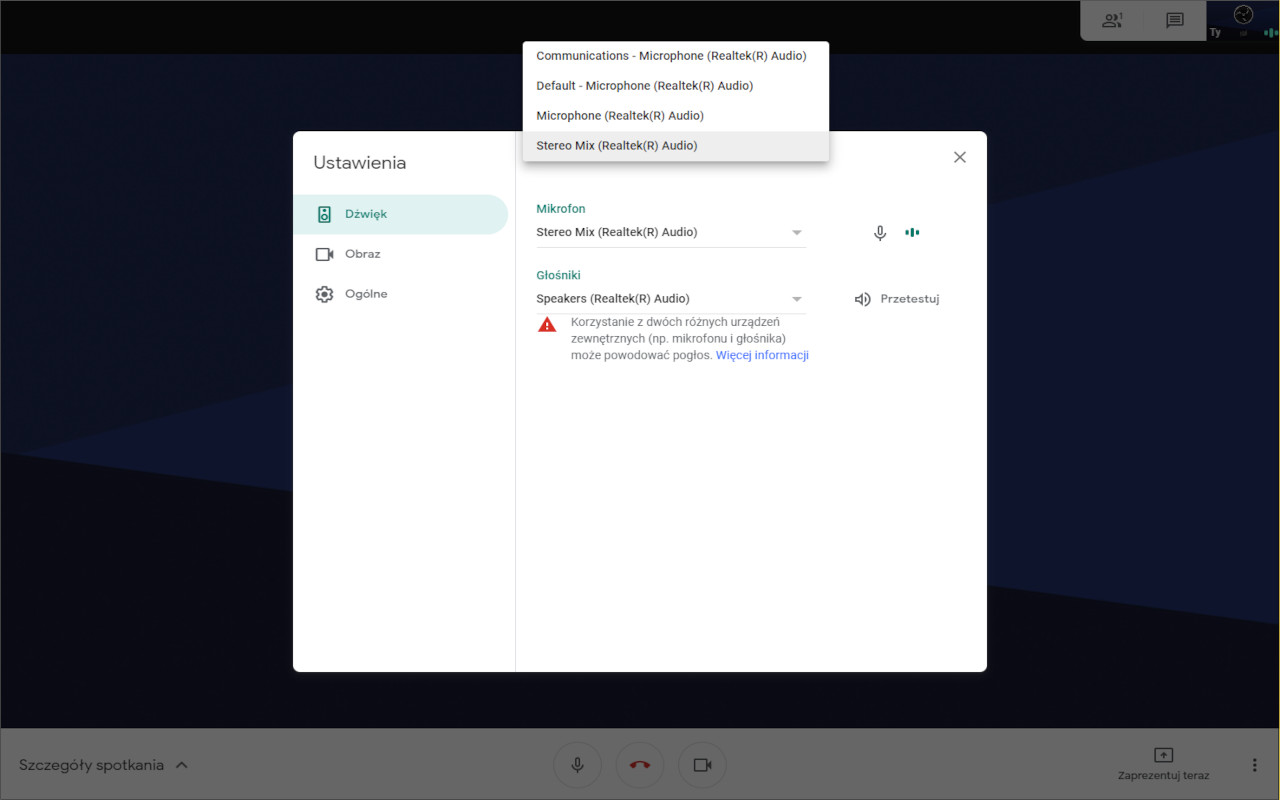 1
Ty
Communications - Microphone (Realtek(R) Audio)
Default - Microphone (Realtek(R) Audio)
Microphone (Realtek(R) Audio)
Stereo Mix (Realtek(R) Audio)
Ustawienia
Dźwięk
Obraz
Ogólne
Mikrofon
Stereo Mix (Realtek(R) Audio)
Głośniki
Speakers (Realtek(R) Audio)
Przetestuj
Korzystanie z dwóch różnych urządzeń
zewnętrznych (np. mikrofonu i głośnika)
może powodować pogłos. Więcej informacji
Szczegóły spotkania
Zaprezentuj teraz